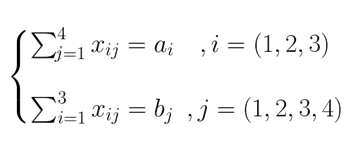 ∑_{j=1}^{4} x_{ij} = a_i , i = (1, 2, 3)
∑_{i=1}^{3} x_{ij} = b_j , j = (1, 2, 3, 4)